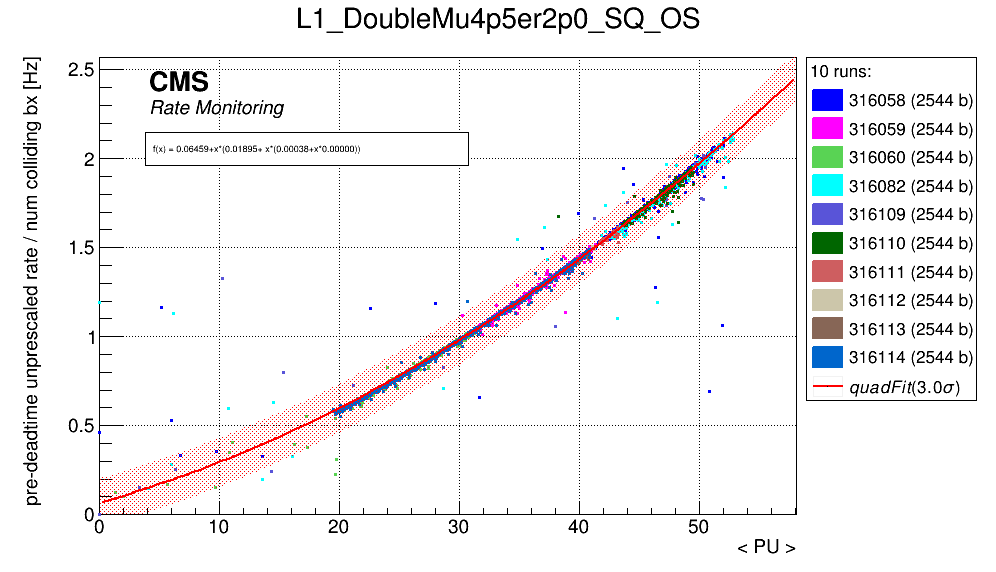 L1_DoubleMu4p5er2p0_SQ_OS
pre-deadtime unprescaled rate / num colliding bx [Hz]
CMS
Rate Monitoring
f(x) = 0.06459+x*(0.01895+ x*(0.00038+x*0.00000))
2.5
2
1.5
1
0.5
0
0 10 20 30 40 50
< PU >
10 runs:
316058 (2544 b)
316059 (2544 b)
316060 (2544 b)
316082 (2544 b)
316109 (2544 b)
316110 (2544 b)
316111 (2544 b)
316112 (2544 b)
316113 (2544 b)
316114 (2544 b)
quadFit(3.0σ)